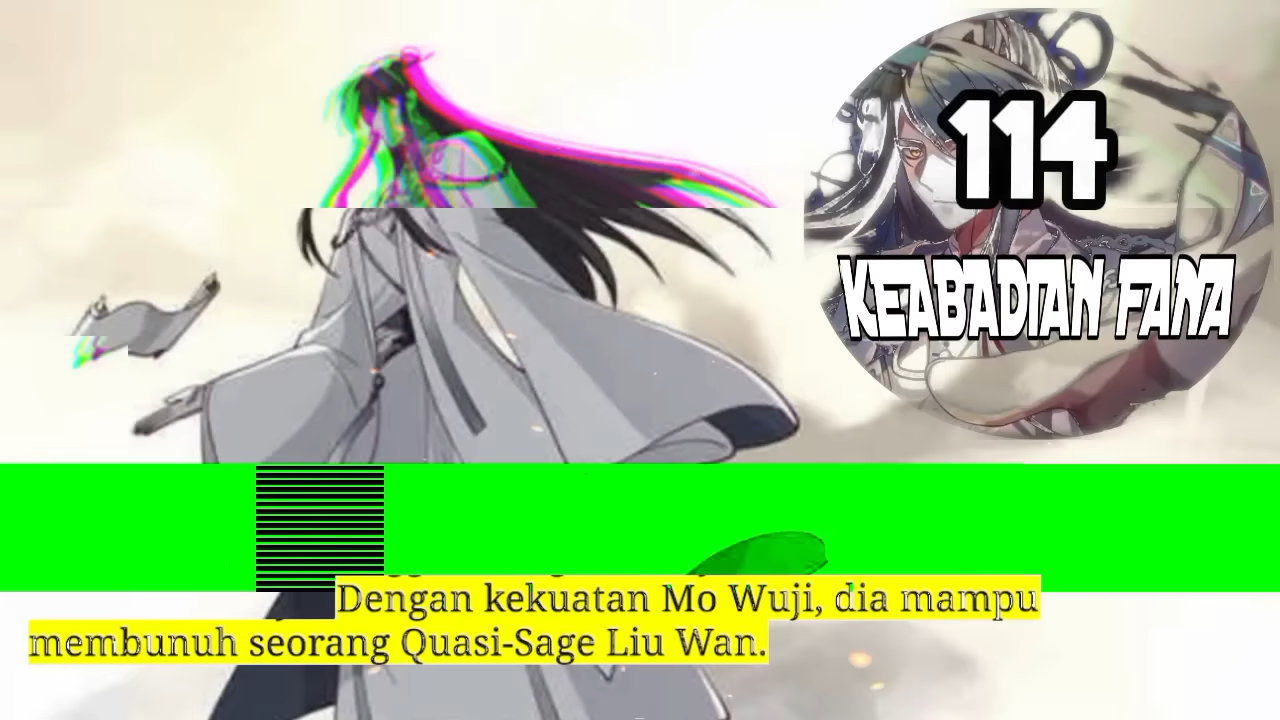 114
KEABADIAN FANA
Dengan kekuatan Mo Wuji, dia mampu
membunuh seorang Quasi-Sage Liu Wan.